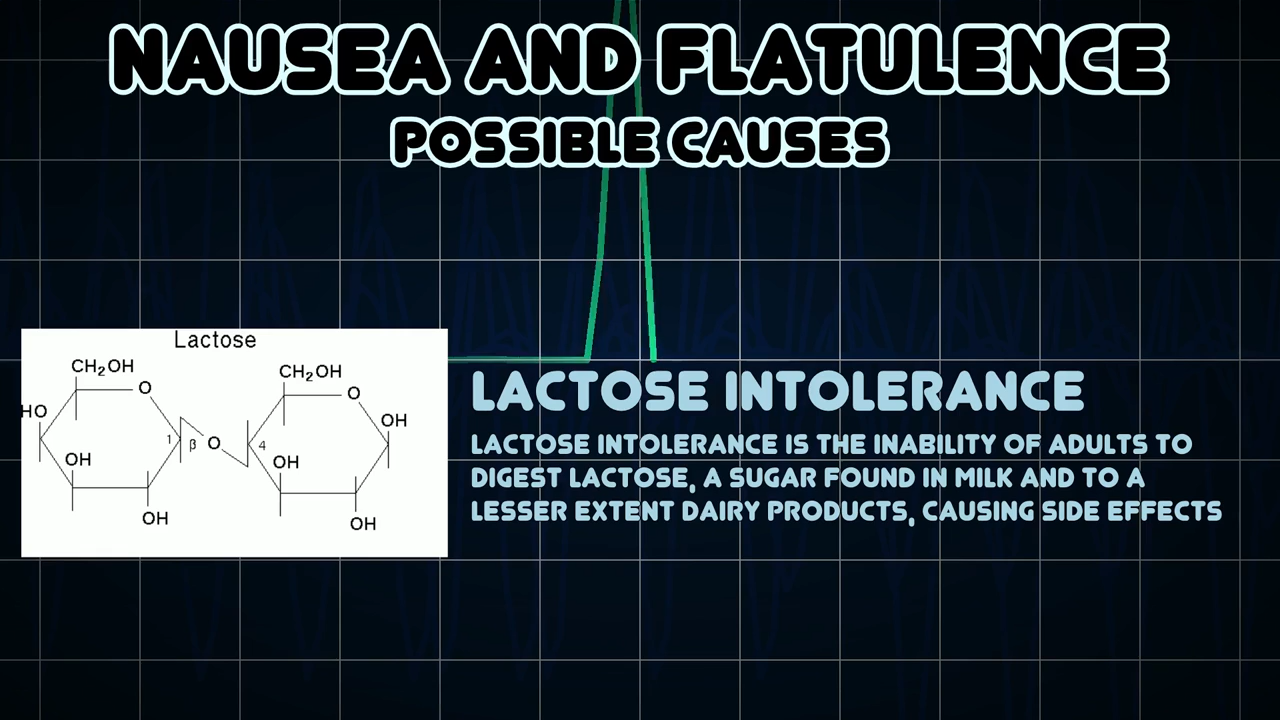 NAUSEA AND FLATULENCE
POSSIBLE CAUSES
Lactose
CH₂OH
CH₂OH
O
O
HO
OH
1
β
O
4
OH
OH
OH
OH
LACTOSE INTOLERANCE
LACTOSE INTOLERANCE IS THE INABILITY OF ADULTS TO
DIGEST LACTOSE, A SUGAR FOUND IN MILK AND TO A
LESSER EXTENT DAIRY PRODUCTS, CAUSING SIDE EFFECTS